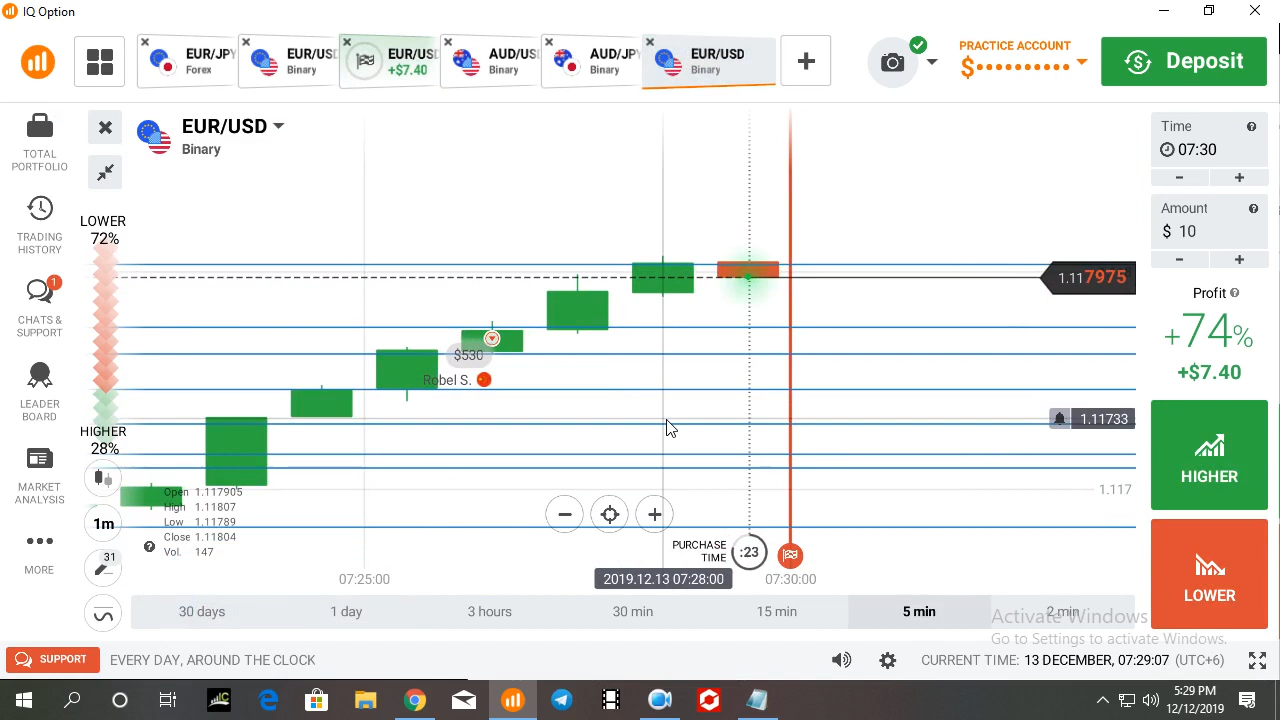 IQ Option
EUR/JPY
Forex
EUR/USD
Binary
EUR/USD
+$7.40
AUD/USD
Binary
AUD/JPY
Binary
EUR/USD
Binary
PRACTICE ACCOUNT
$
Deposit
TOTAL
PORTFOLIO
TRADING
HISTORY
1
CHATS &
SUPPORT
LEADER
BOARD
MARKET
ANALYSIS
MORE
EUR/USD
Binary
LOWER
72%
HIGHER
28%
1m
31
$530
Robel S.
Open 1.117905
High 1.11807
Low 1.11789
Close 1.11804
Vol. 147
1.117975
1.11733
1.117
PURCHASE
TIME
:23
07:25:00
2019.12.13 07:28:00
07:30:00
30 days
1 day
3 hours
30 min
15 min
5 min
2 min
Time
07:30
- +
Amount
$ 10
- +
Profit
+74%
+$7.40
HIGHER
LOWER
Activate Windows
Go to Settings to activate Windows.
SUPPORT
EVERY DAY, AROUND THE CLOCK
CURRENT TIME: 13 DECEMBER, 07:29:07 (UTC+6)
5:29 PM
12/12/2019